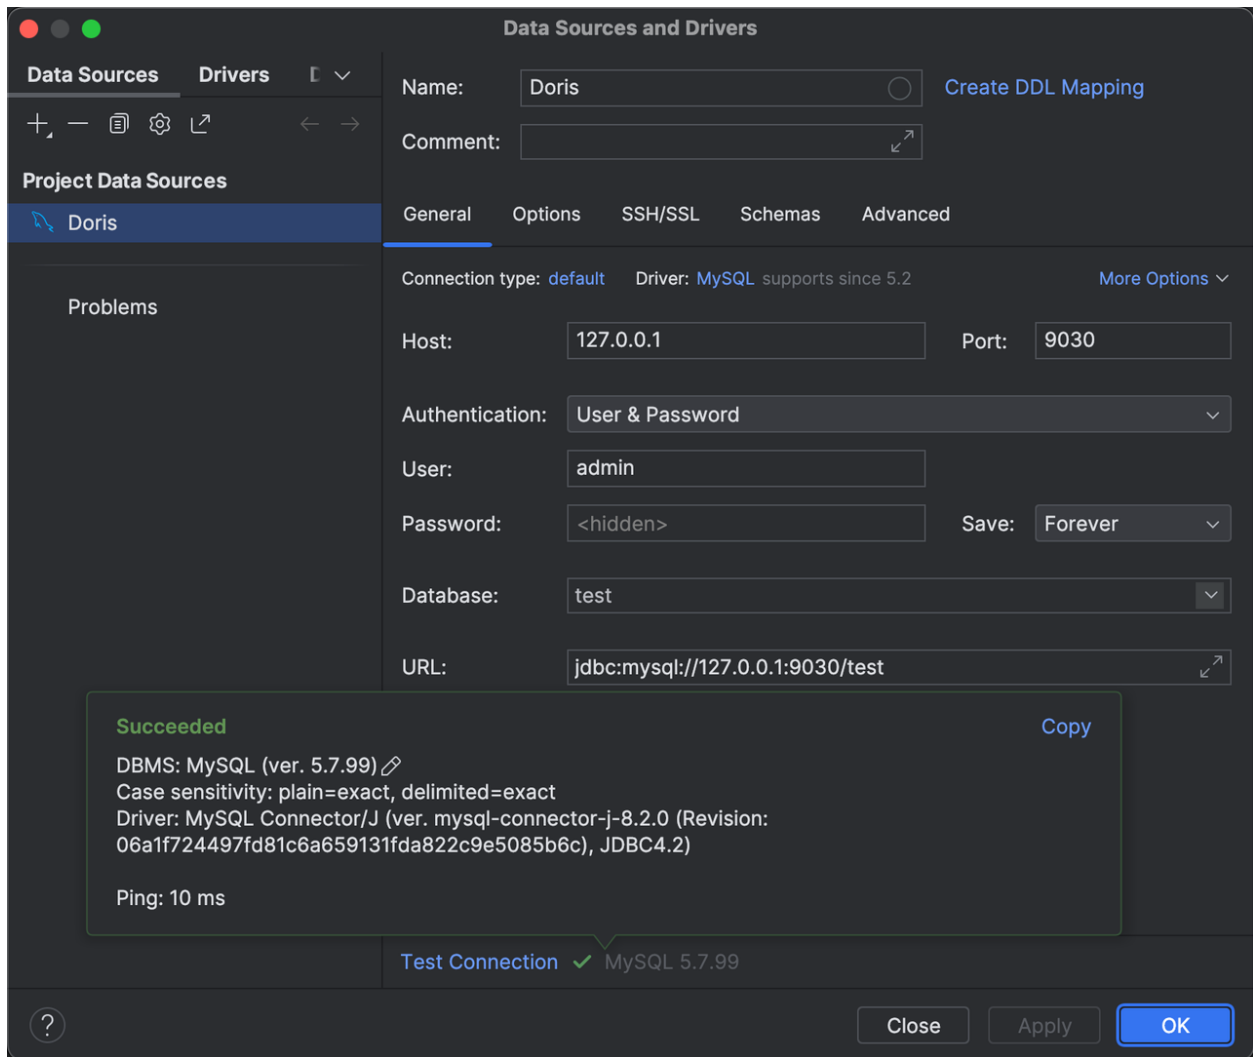 Data Sources and Drivers
Data Sources Drivers
Name: Doris Create DDL Mapping
Comment:
Project Data Sources
Doris
Problems
General Options SSH/SSL Schemas Advanced
Connection type: default Driver: MySQL supports since 5.2 More Options
Host: 127.0.0.1 Port: 9030
Authentication: User & Password
User: admin
Password: <hidden> Save: Forever
Database: test
URL: jdbc:mysql://127.0.0.1:9030/test
Succeeded Copy
DBMS: MySQL (ver. 5.7.99)
Case sensitivity: plain=exact, delimited=exact
Driver: MySQL Connector/J (ver. mysql-connector-j-8.2.0 (Revision:
06a1f724497fd81c6a659131fda822c9e5085b6c), JDBC4.2)
Ping: 10 ms
Test Connection MySQL 5.7.99
? Close Apply OK